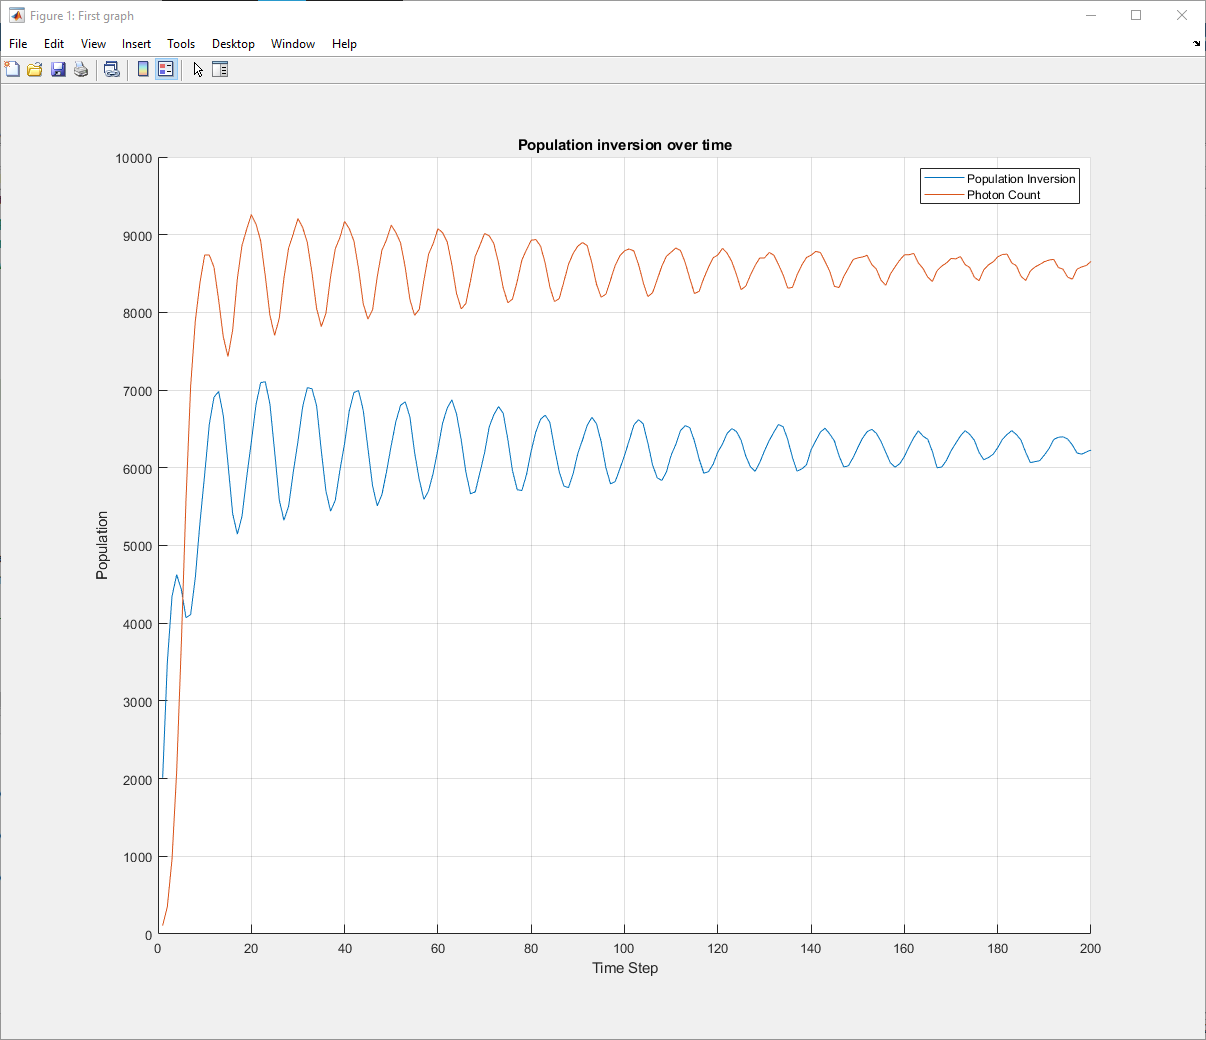 Figure 1: First graph
File Edit View Insert Tools Desktop Window Help
Population inversion over time
10000
9000
8000
7000
6000
5000
4000
3000
2000
1000
0
Population
Population Inversion
Photon Count
0 20 40 60 80 100 120 140 160 180 200
Time Step